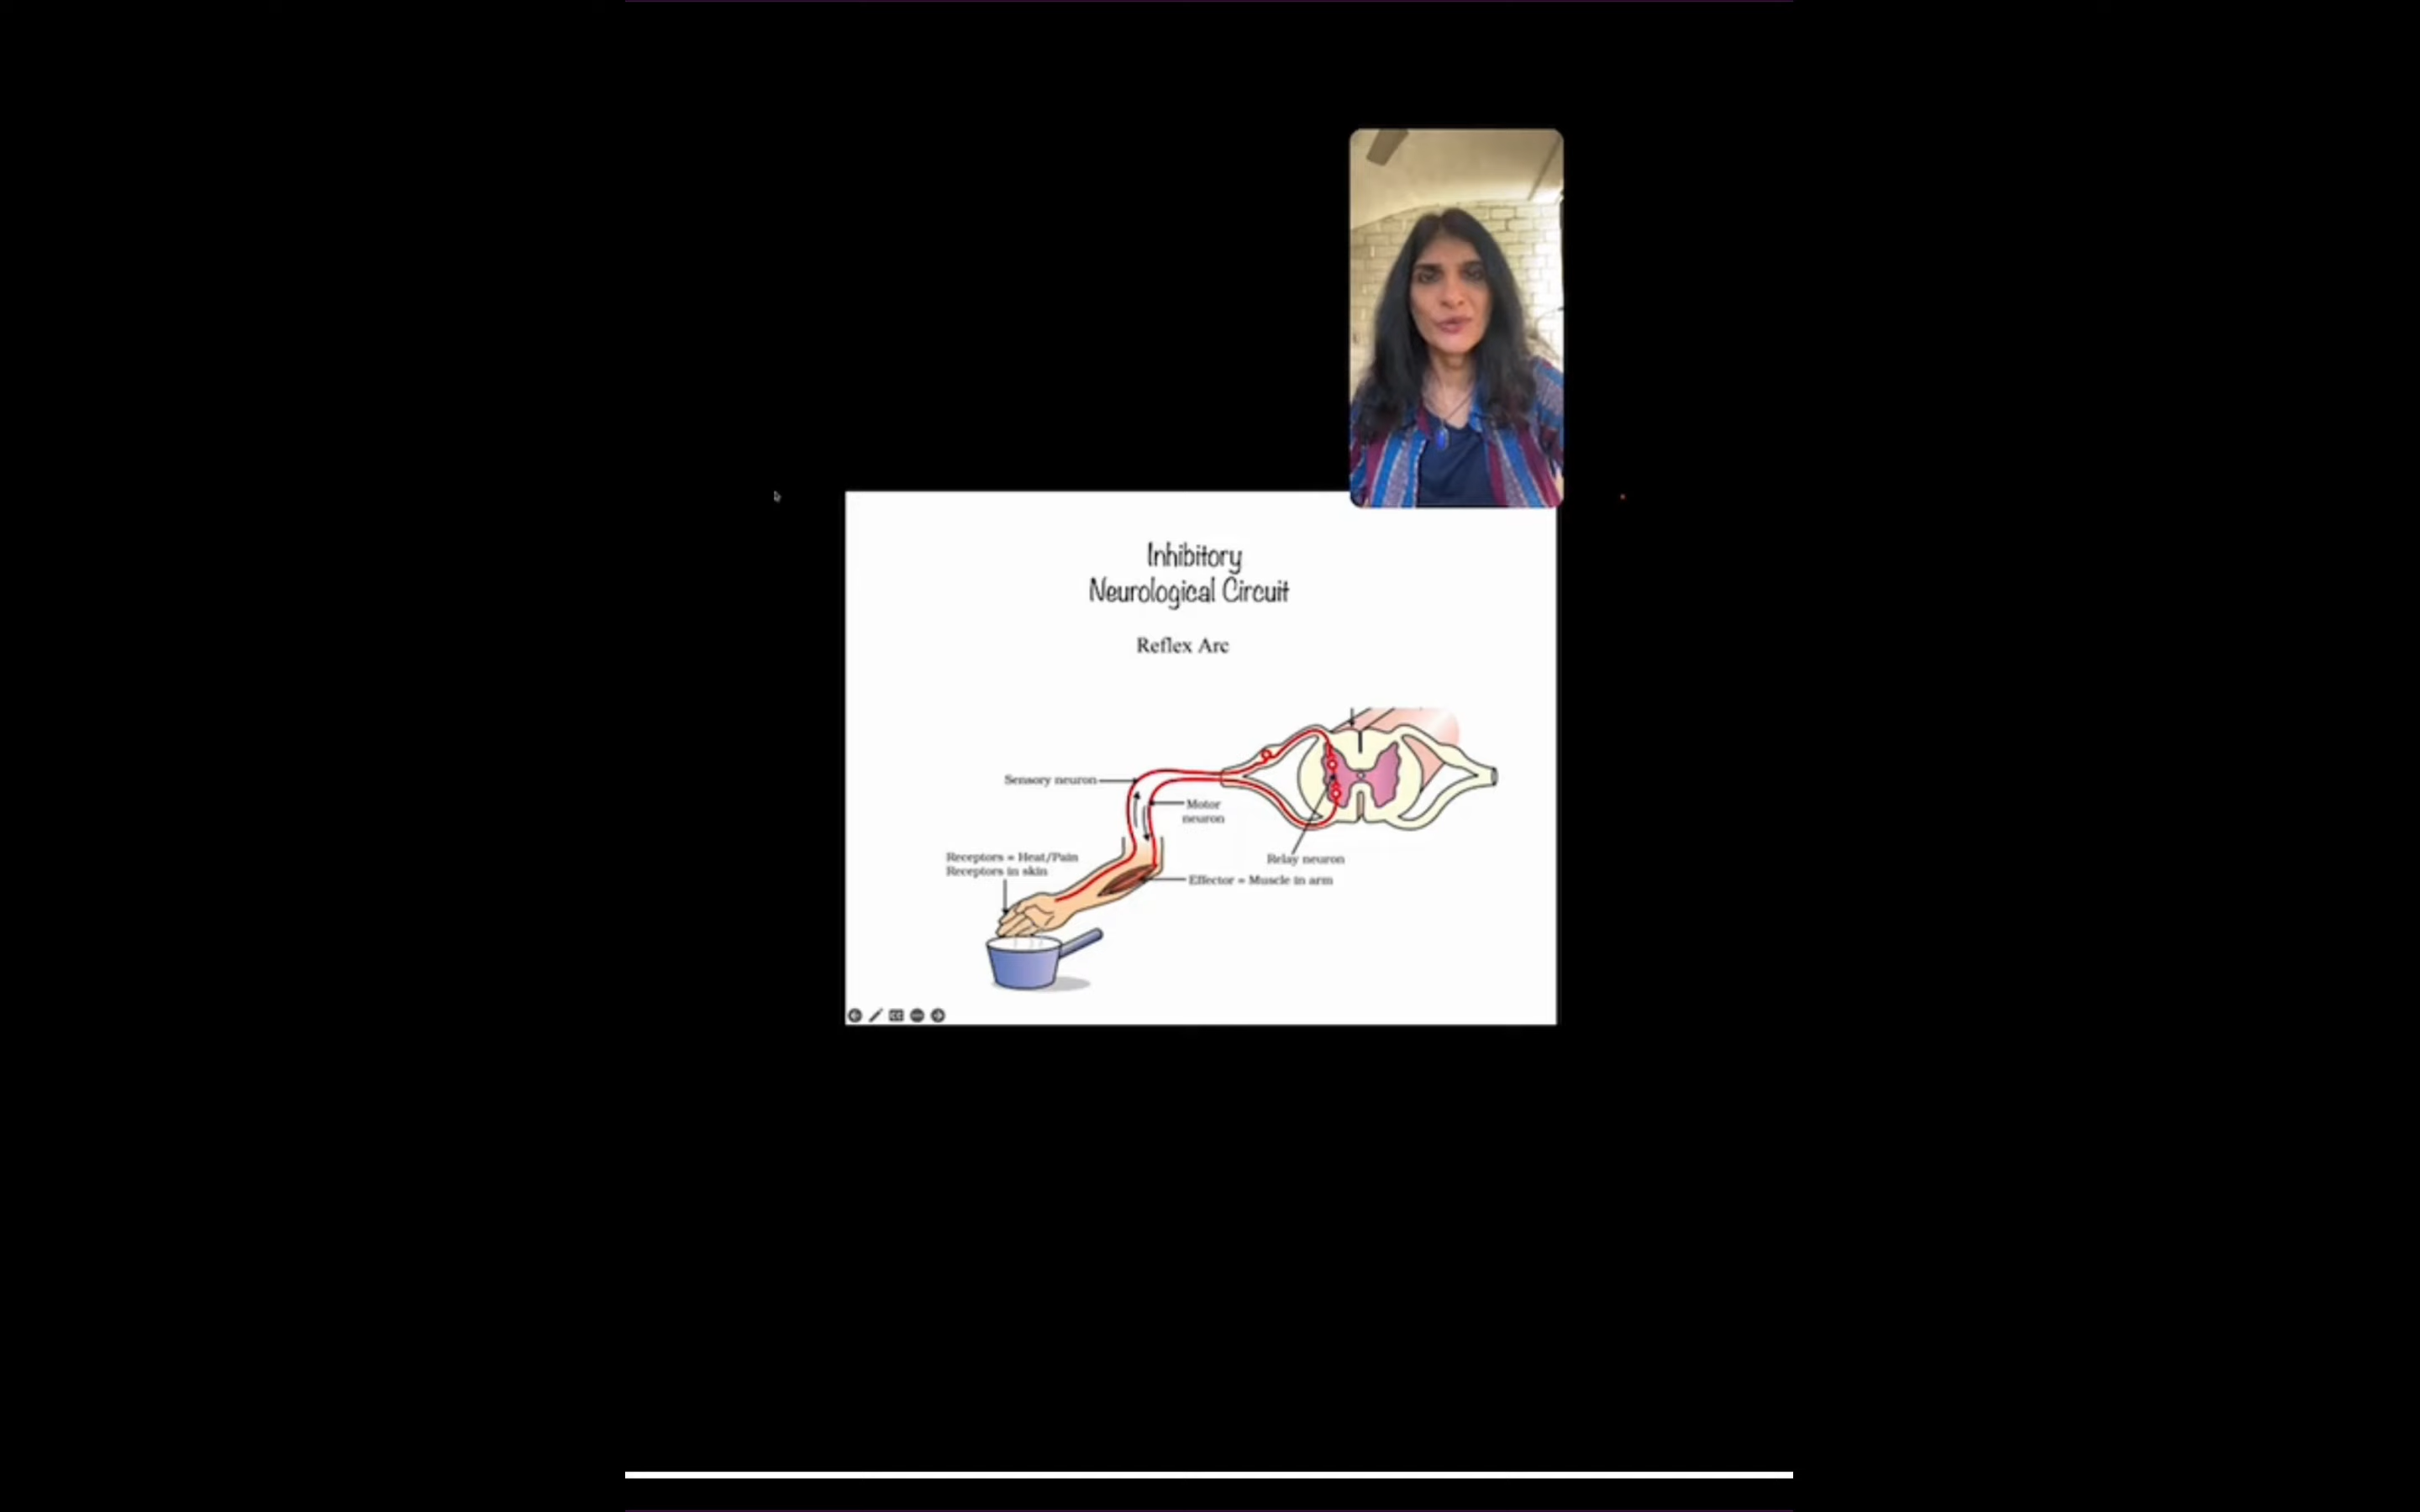 Inhibitory
Neurological Circuit
Reflex Arc
Sensory neuron
Motor
neuron
Receptors = Heat/Pain
Receptors in skin
Relay neuron
Effector = Muscle in arm